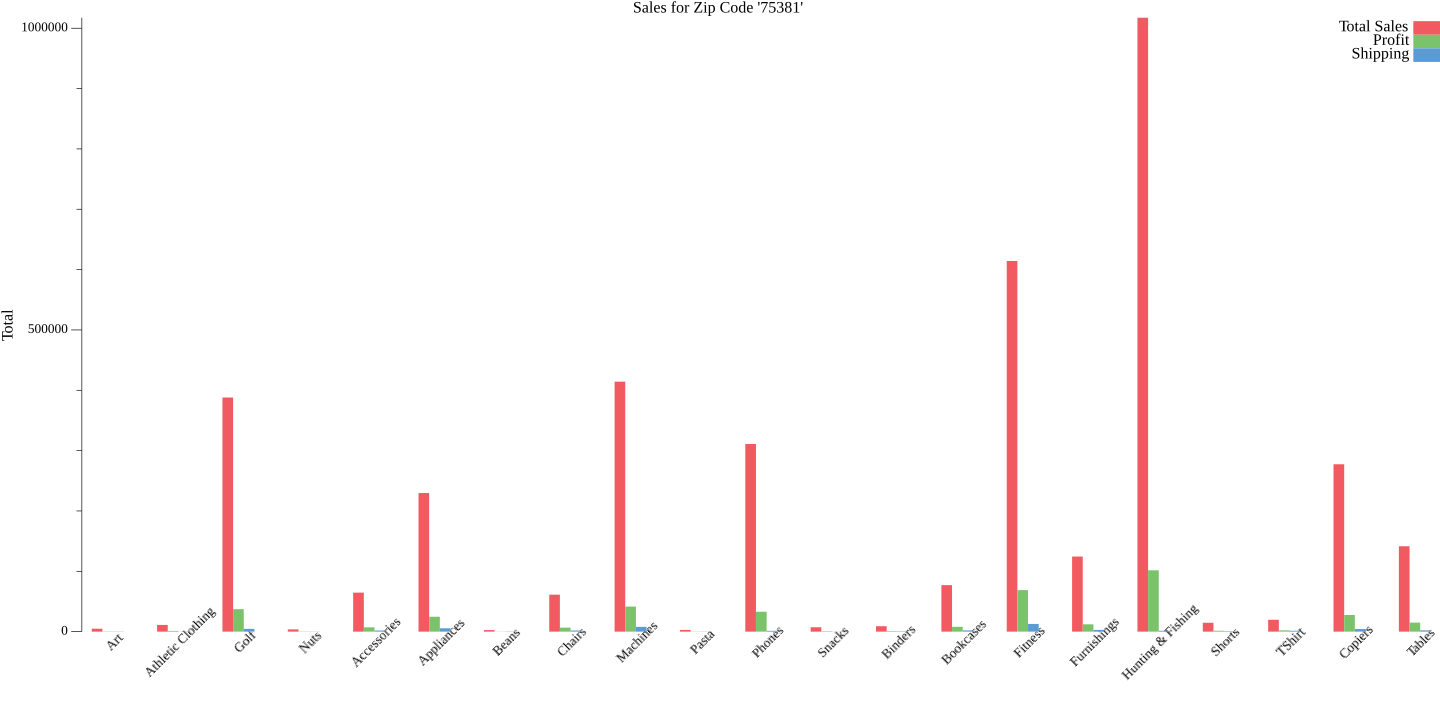 Sales for Zip Code '75381'
Total Sales
Profit
Shipping
Total
1000000
500000
0
Art
Athletic Clothing
Golf
Nuts
Accessories
Appliances
Beans
Chairs
Machines
Pasta
Phones
Snacks
Binders
Bookcases
Fitness
Furnishings
Hunting & Fishing
Shorts
TShirt
Copiers
Tables